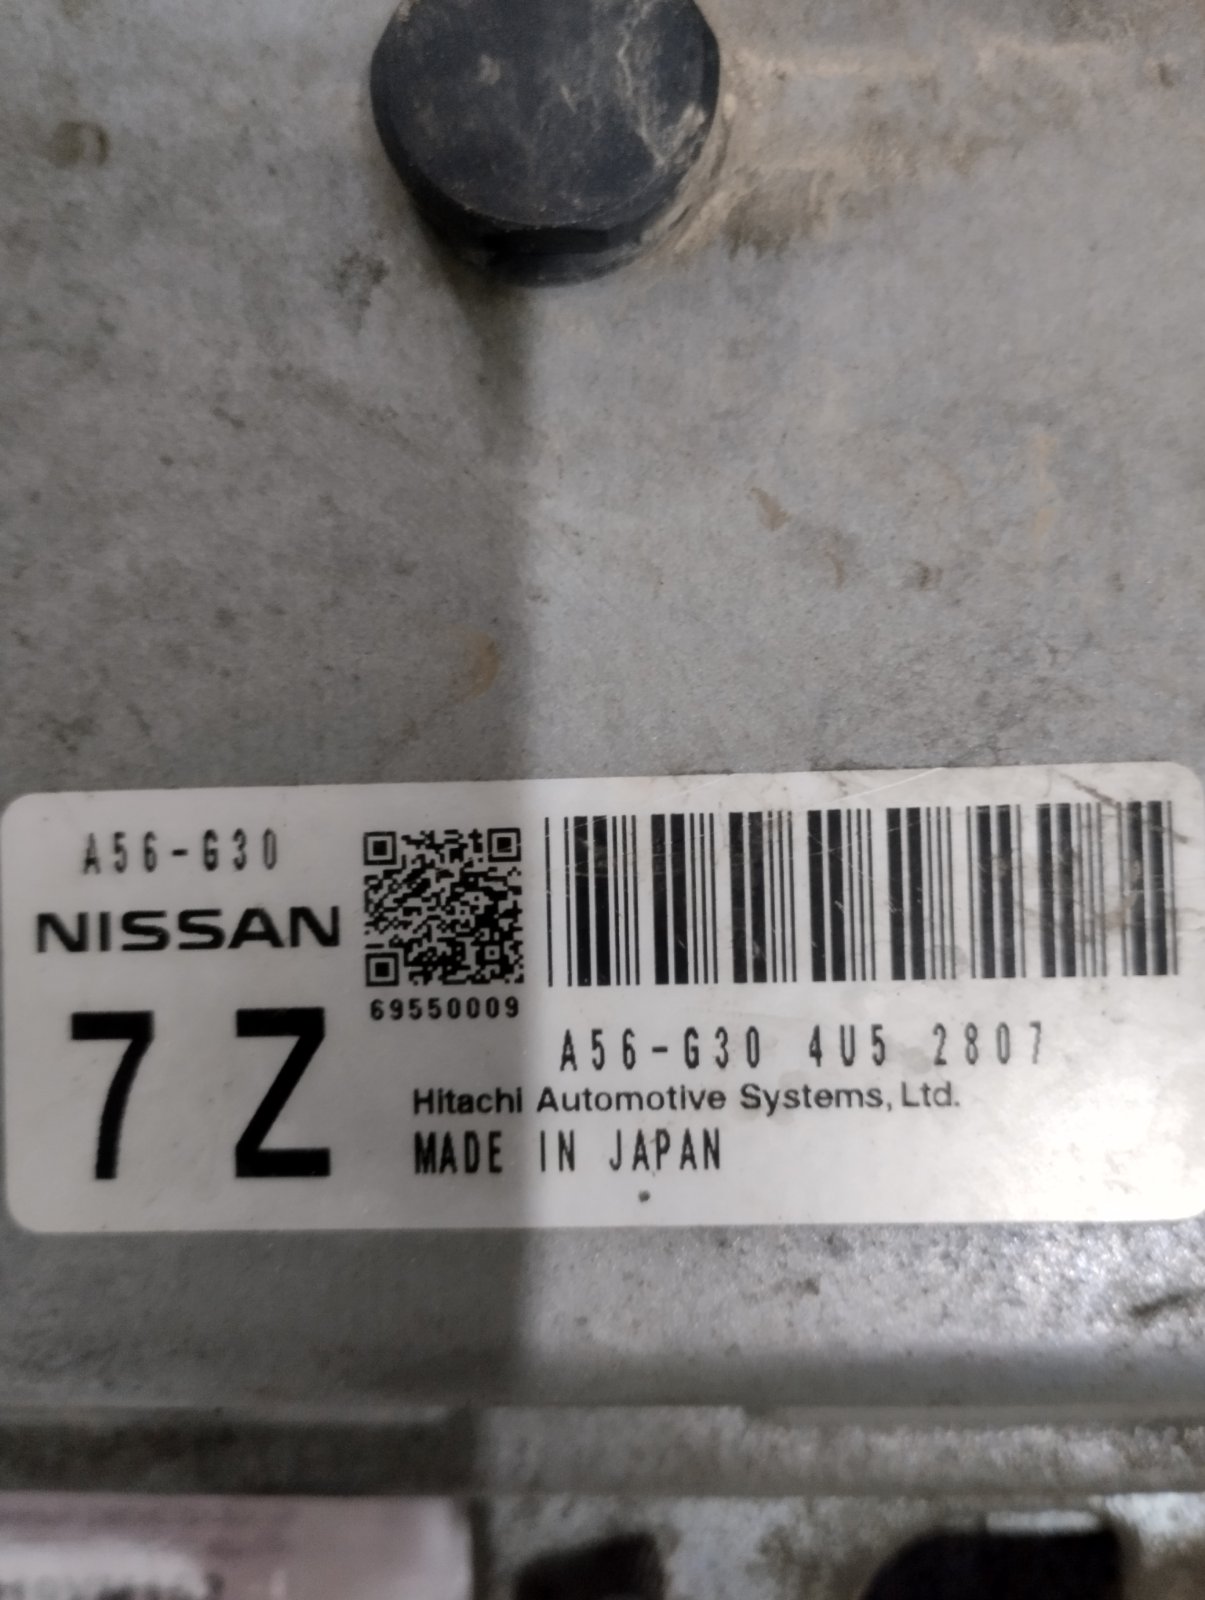 A56-G30
NISSAN
7Z
69550009
A56-G30 4U5 2807
Hitachi Automotive Systems, Ltd.
MADE IN JAPAN